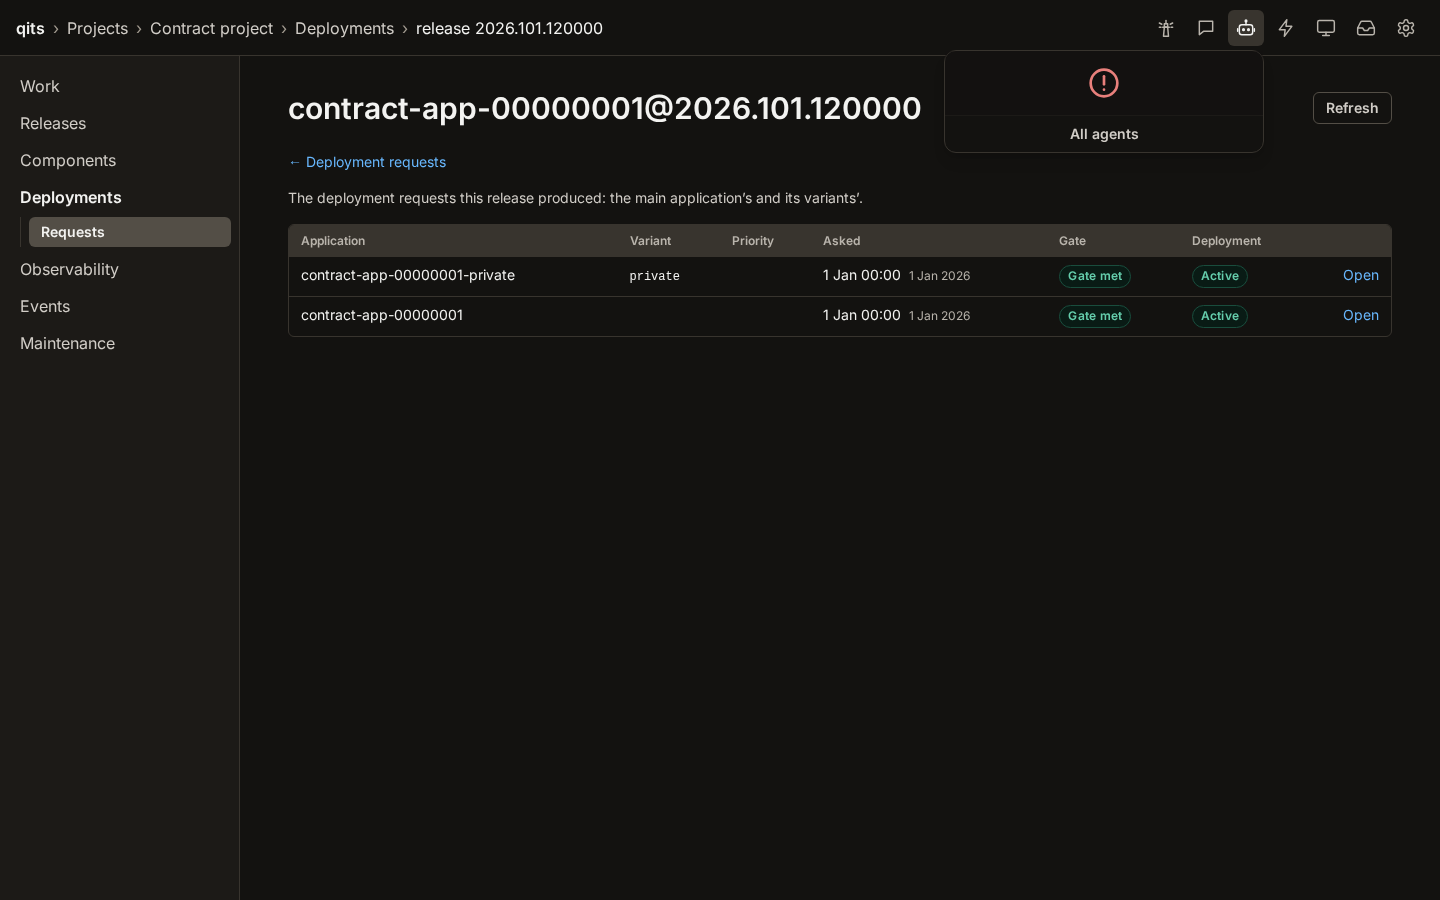 qits › Projects › Contract project › Deployments › release 2026.101.120000
Work
Releases
Components
Deployments
Requests
Observability
Events
Maintenance
All agents
contract-app-00000001@2026.101.120000
Refresh
← Deployment requests
The deployment requests this release produced: the main application’s and its variants’.
Application Variant Priority Asked Gate Deployment
contract-app-00000001-private private 1 Jan 00:00 1 Jan 2026 Gate met Active Open
contract-app-00000001 1 Jan 00:00 1 Jan 2026 Gate met Active Open